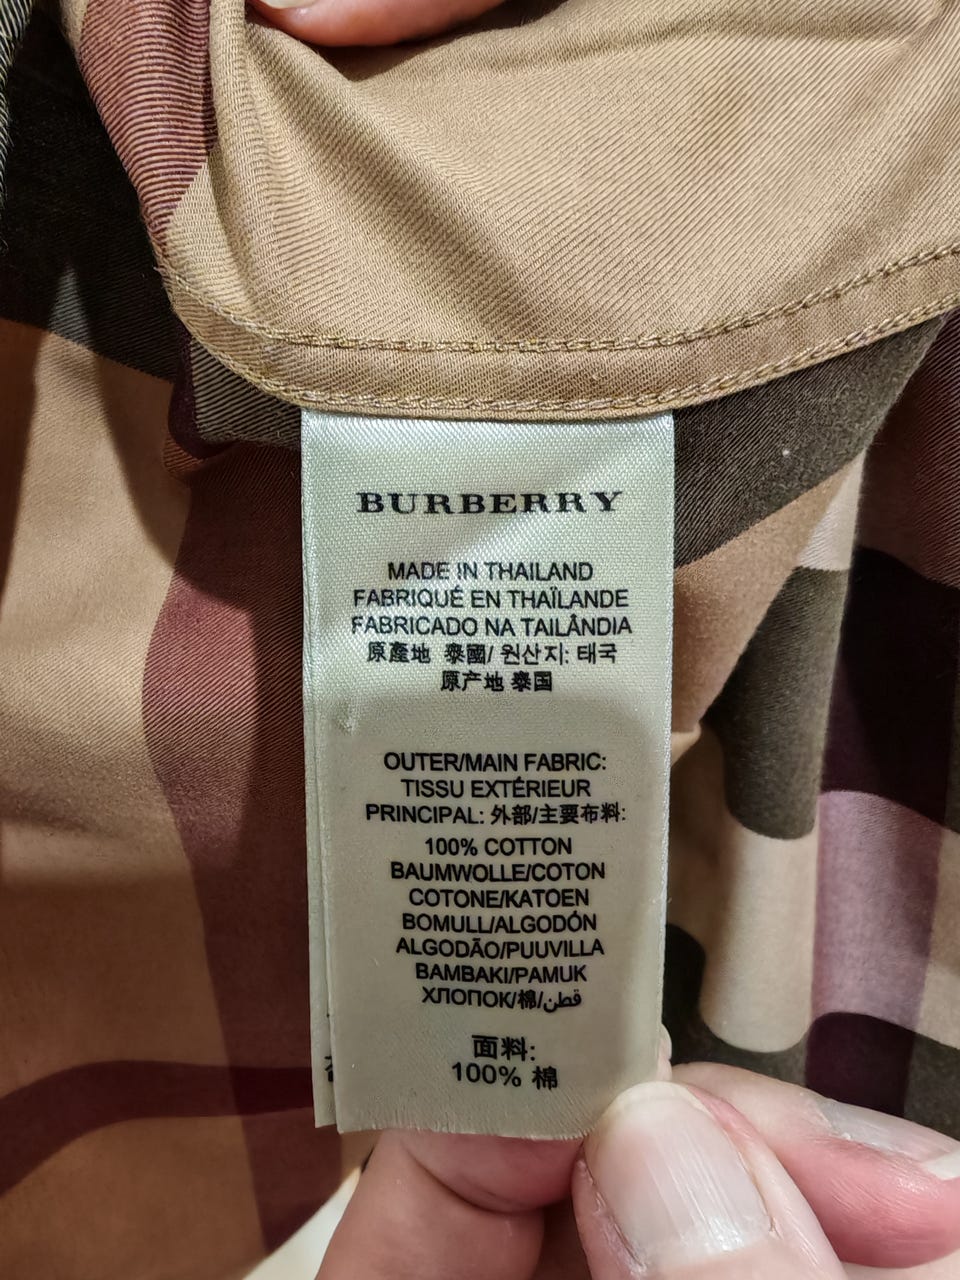 BURBERRY
MADE IN THAILAND
FABRIQUÉ EN THAÏLANDE
FABRICADO NA TAILÂNDIA
原產地 泰國/ 원산지: 태국
原产地 泰国
OUTER/MAIN FABRIC:
TISSU EXTÉRIEUR
PRINCIPAL: 外部/主要布料:
100% COTTON
BAUMWOLLE/COTON
COTONE/KATOEN
BOMULL/ALGODÓN
ALGODÃO/PUUVILLA
BAMBAKI/PAMUK
ХЛОПОК/棉/قطن
面料:
100% 棉